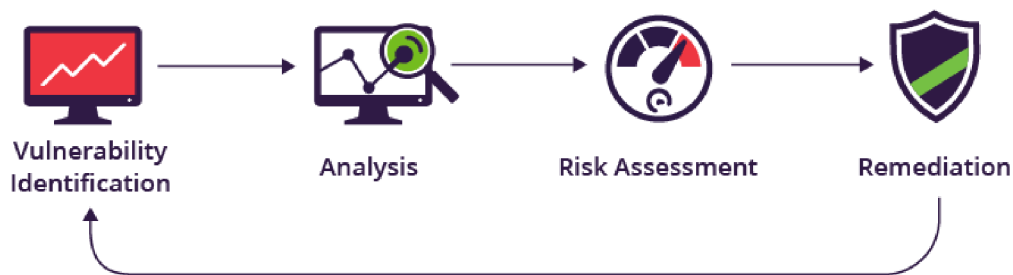 Vulnerability
Identification
Analysis
Risk Assessment
Remediation